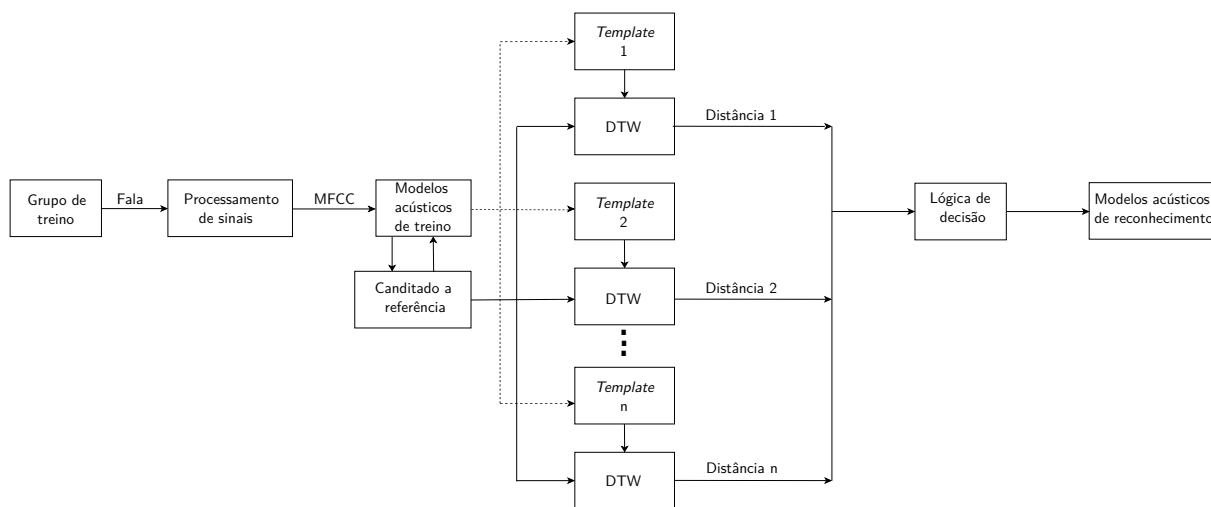 Template
1
DTW
Distância 1
Grupo de
treino
Fala
Processamento
de sinais
MFCC
Modelos
acústicos
de treino
Canditado a
referência
Template
2
DTW
Distância 2
Template
n
DTW
Distância n
Lógica de
decisão
Modelos acústicos
de reconhecimento